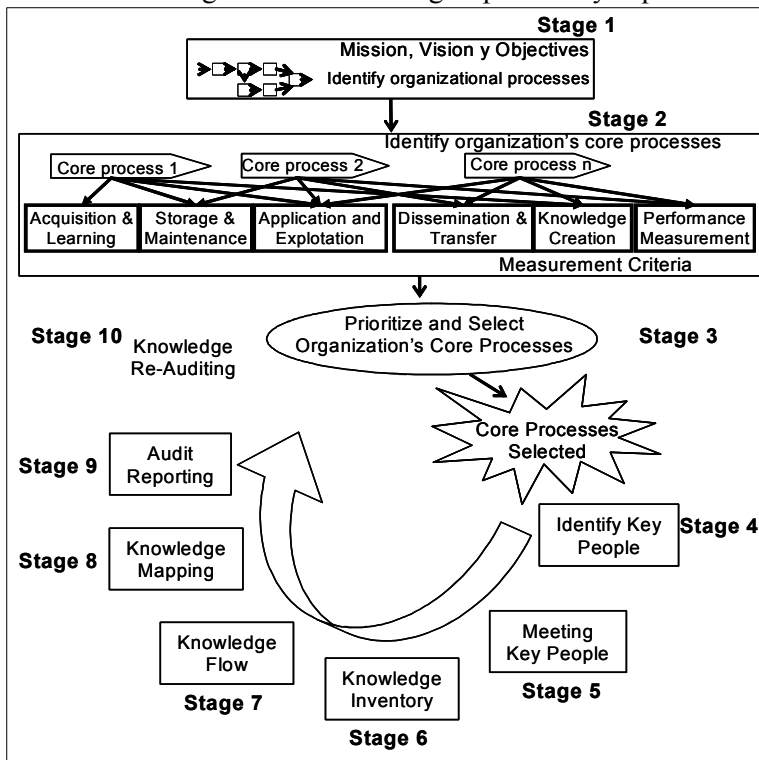 Stage 1
Mission, Vision y Objectives
Identify organizational processes
Stage 2
Identify organization's core processes
Core process 1
Core process 2
Core process n
Acquisition &
Learning
Storage &
Maintenance
Application and
Explotation
Dissemination &
Transfer
Knowledge
Creation
Performance
Measurement
Measurement Criteria
Stage 3
Prioritize and Select
Organization's Core Processes
Core Processes
Selected
Stage 4
Identify Key
People
Meeting
Key People
Stage 5
Knowledge
Inventory
Stage 6
Knowledge
Flow
Stage 7
Stage 8
Knowledge
Mapping
Stage 9
Audit
Reporting
Stage 10
Knowledge
Re-Auditing